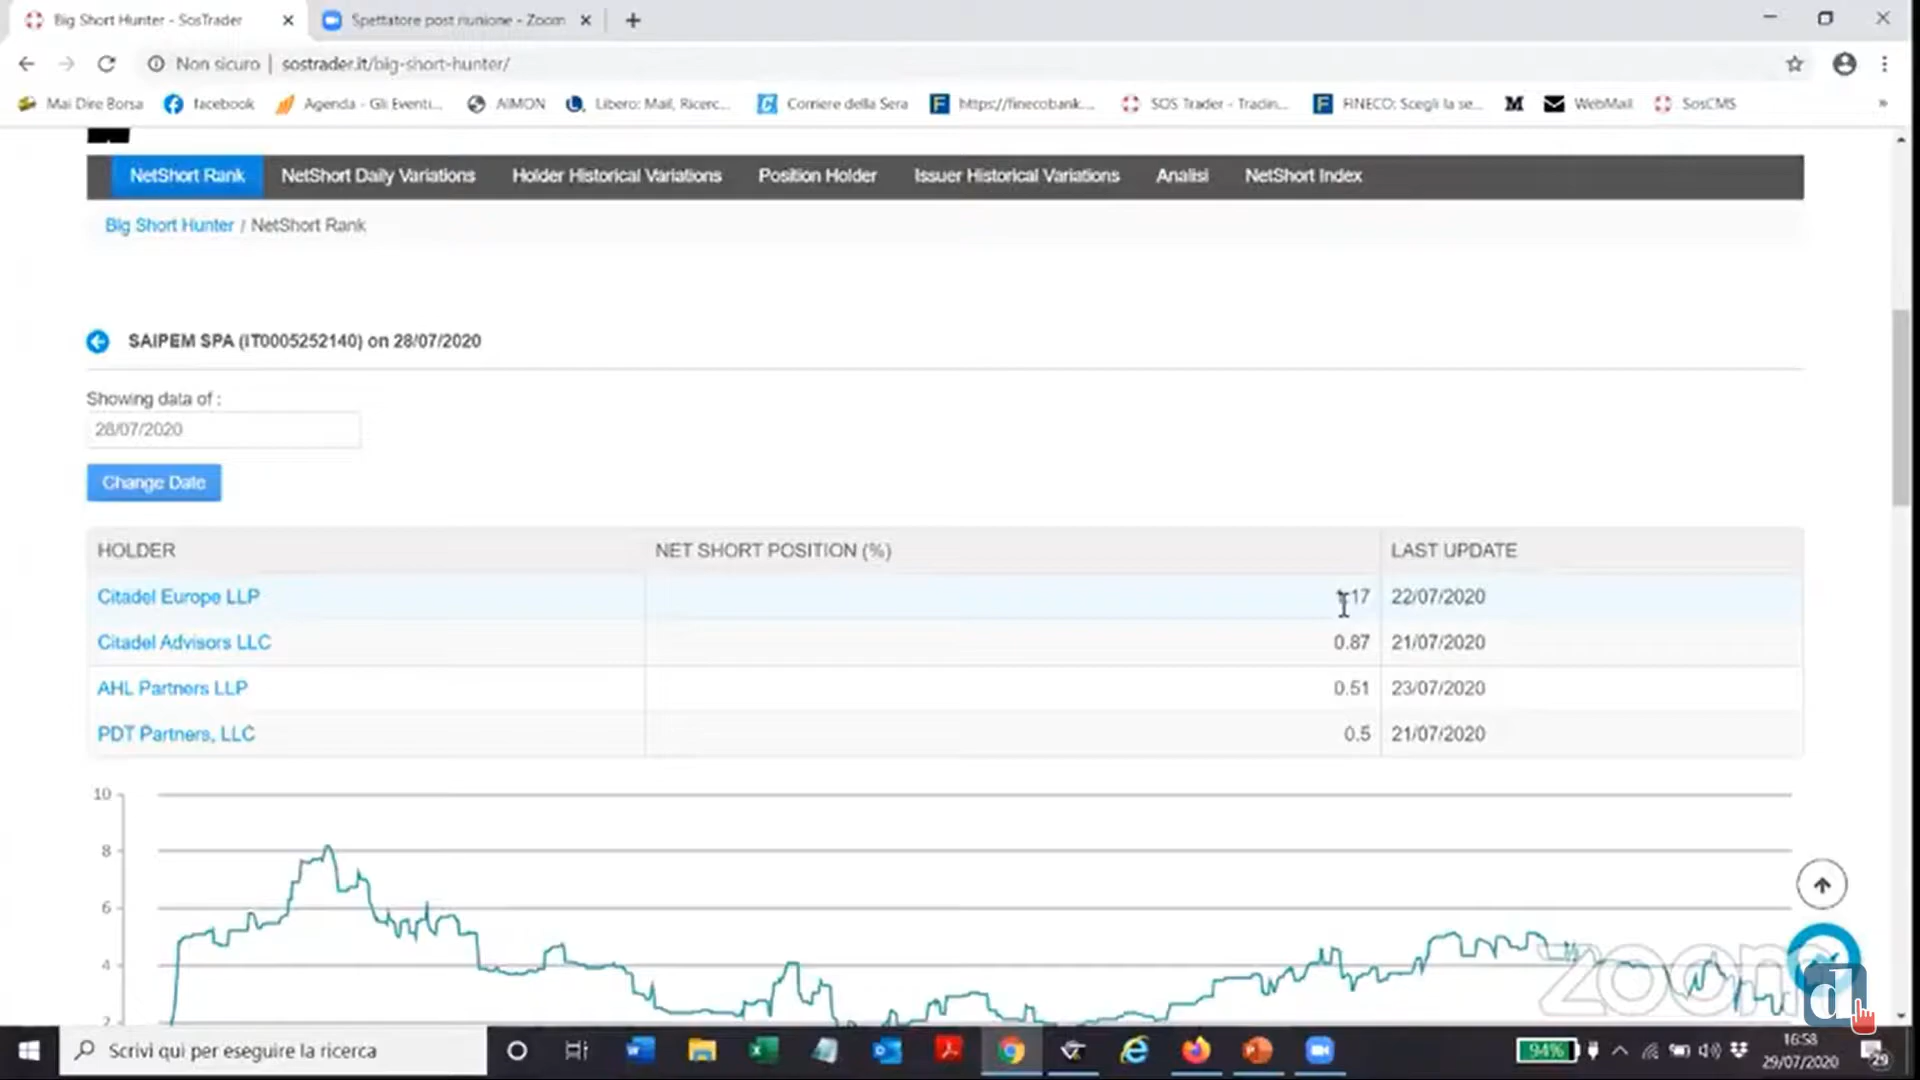 Big Short Hunter - SosTrader
Spettatore post riunione - Zoom
Non sicuro | sostrader.it/big-short-hunter/
Mai Dire Borsa
facebook
Agenda - Gli Eventi...
AIMON
Libero: Mail, Ricerc...
Corriere della Sera
https://finecobank....
SOS Trader - Tradin...
FINECO: Scegli la se...
M
WebMail
SosCMS
»
NetShort Rank
NetShort Daily Variations
Holder Historical Variations
Position Holder
Issuer Historical Variations
Analisi
NetShort Index
Big Short Hunter / NetShort Rank
SAIPEM SPA (IT0005252140) on 28/07/2020
Showing data of :
28/07/2020
Change Date
HOLDER NET SHORT POSITION (%) LAST UPDATE
Citadel Europe LLP 22/07/2020
Citadel Advisors LLC 0.87 21/07/2020
AHL Partners LLP 0.51 23/07/2020
PDT Partners, LLC 0.5 21/07/2020
10
8
6
4
2
zoom
d
Scrivi qui per eseguire la ricerca
94%
16:58
29/07/2020
29